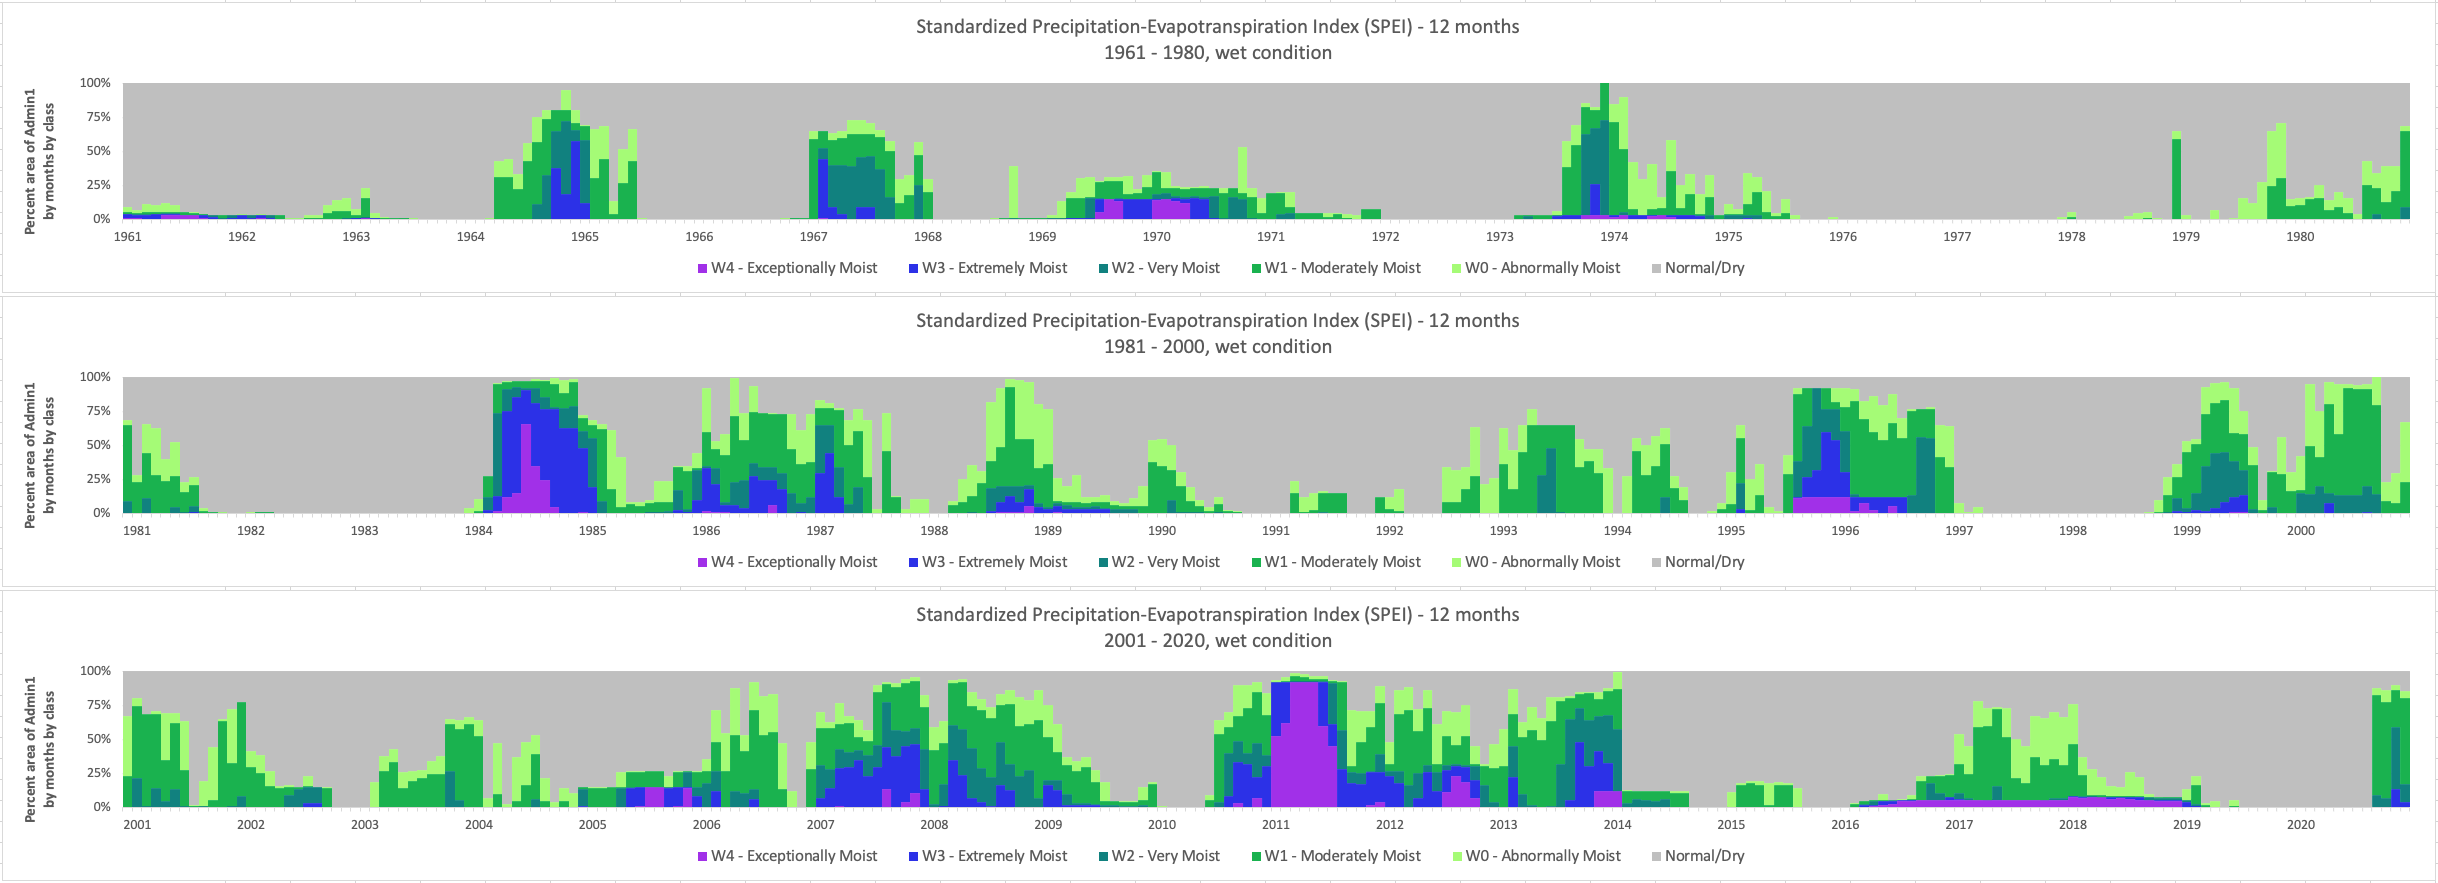 Standardized Precipitation-Evapotranspiration Index (SPEI) - 12 months
1961 - 1980, wet condition
Percent area of Admin1
by months by class
100%
75%
50%
25%
0%
1961 1962 1963 1964 1965 1966 1967 1968 1969 1970 1971 1972 1973 1974 1975 1976 1977 1978 1979 1980
W4 - Exceptionally Moist W3 - Extremely Moist W2 - Very Moist W1 - Moderately Moist W0 - Abnormally Moist Normal/Dry
Standardized Precipitation-Evapotranspiration Index (SPEI) - 12 months
1981 - 2000, wet condition
Percent area of Admin1
by months by class
100%
75%
50%
25%
0%
1981 1982 1983 1984 1985 1986 1987 1988 1989 1990 1991 1992 1993 1994 1995 1996 1997 1998 1999 2000
W4 - Exceptionally Moist W3 - Extremely Moist W2 - Very Moist W1 - Moderately Moist W0 - Abnormally Moist Normal/Dry
Standardized Precipitation-Evapotranspiration Index (SPEI) - 12 months
2001 - 2020, wet condition
Percent area of Admin1
by months by class
100%
75%
50%
25%
0%
2001 2002 2003 2004 2005 2006 2007 2008 2009 2010 2011 2012 2013 2014 2015 2016 2017 2018 2019 2020
W4 - Exceptionally Moist W3 - Extremely Moist W2 - Very Moist W1 - Moderately Moist W0 - Abnormally Moist Normal/Dry